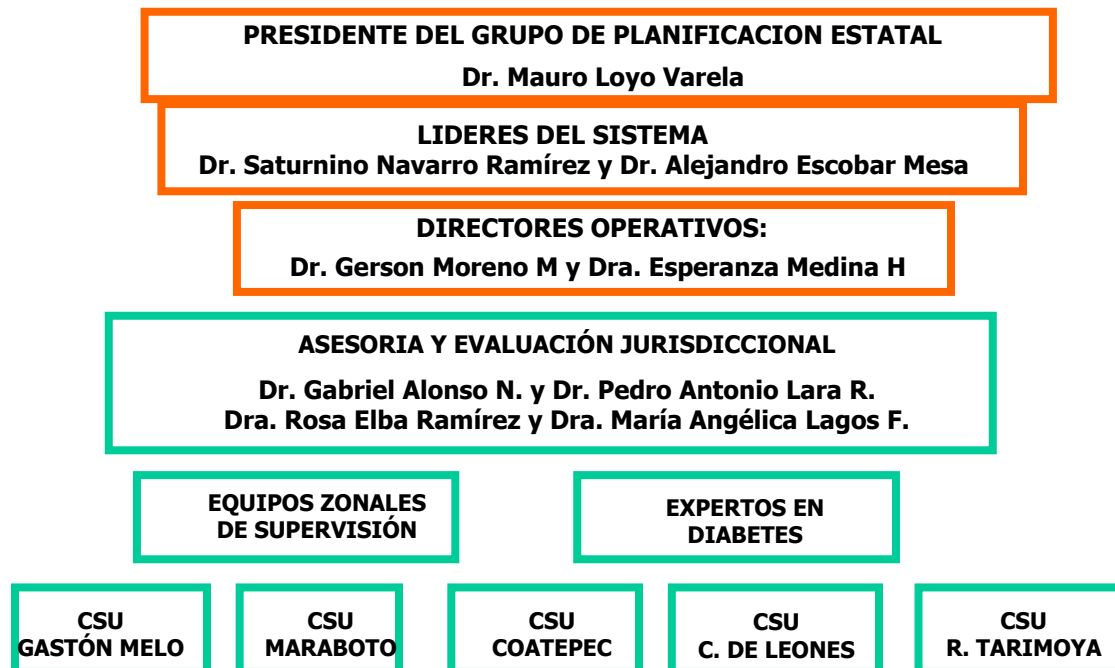 PRESIDENTE DEL GRUPO DE PLANIFICACION ESTATAL
Dr. Mauro Loyo Varela
LIDERES DEL SISTEMA
Dr. Saturnino Navarro Ramírez y Dr. Alejandro Escobar Mesa
DIRECTORES OPERATIVOS:
Dr. Gerson Moreno M y Dra. Esperanza Medina H
ASESORIA Y EVALUACIÓN JURISDICCIONAL
Dr. Gabriel Alonso N. y Dr. Pedro Antonio Lara R.
Dra. Rosa Elba Ramírez y Dra. María Angélica Lagos F.
EQUIPOS ZONALES
DE SUPERVISIÓN
EXPERTOS EN
DIABETES
CSU
GASTÓN MELO
CSU
MARABOTO
CSU
COATEPEC
CSU
C. DE LEONES
CSU
R. TARIMOYA